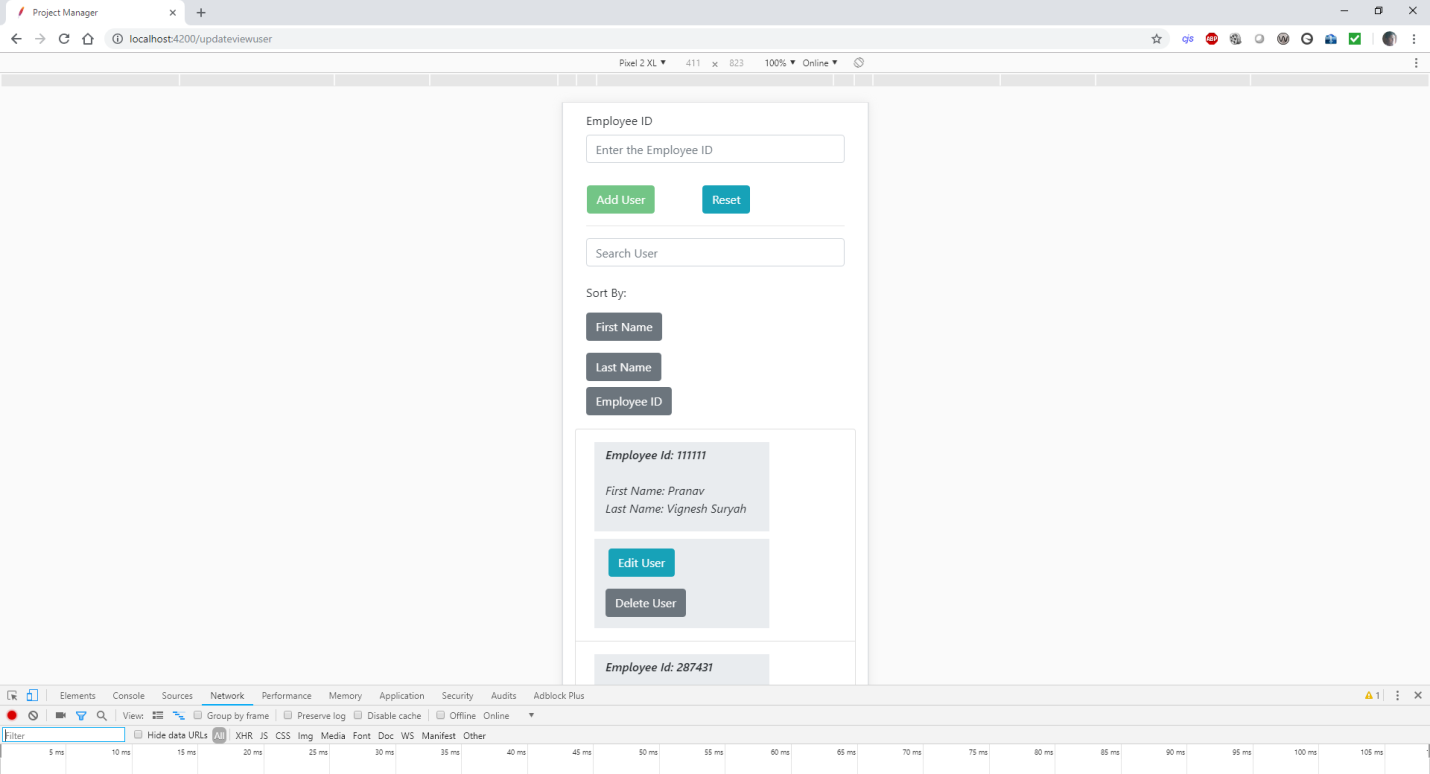 Project Manager
localhost:4200/updateviewuser
cjs ABP
Pixel 2 XL 411 x 823 100% Online
Employee ID
Enter the Employee ID
Add User Reset
Search User
Sort By:
First Name
Last Name
Employee ID
Employee Id: 111111
First Name: Pranav
Last Name: Vignesh Suryah
Edit User
Delete User
Employee Id: 287431
Elements Console Sources Network Performance Memory Application Security Audits Adblock Plus 1
View: Group by frame Preserve log Disable cache Offline Online
Filter Hide data URLs All XHR JS CSS Img Media Font Doc WS Manifest Other
5 ms 10 ms 15 ms 20 ms 25 ms 30 ms 35 ms 40 ms 45 ms 50 ms 55 ms 60 ms 65 ms 70 ms 75 ms 80 ms 85 ms 90 ms 95 ms 100 ms 105 ms